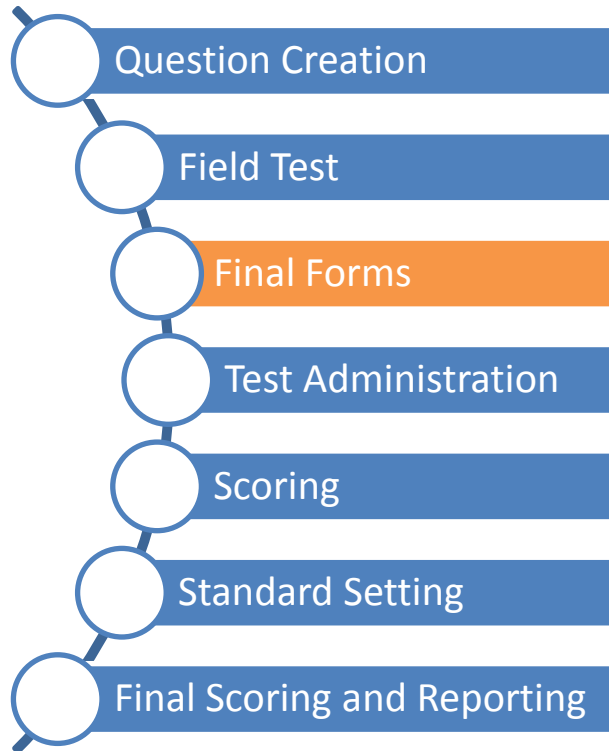 Question Creation
Field Test
Final Forms
Test Administration
Scoring
Standard Setting
Final Scoring and Reporting